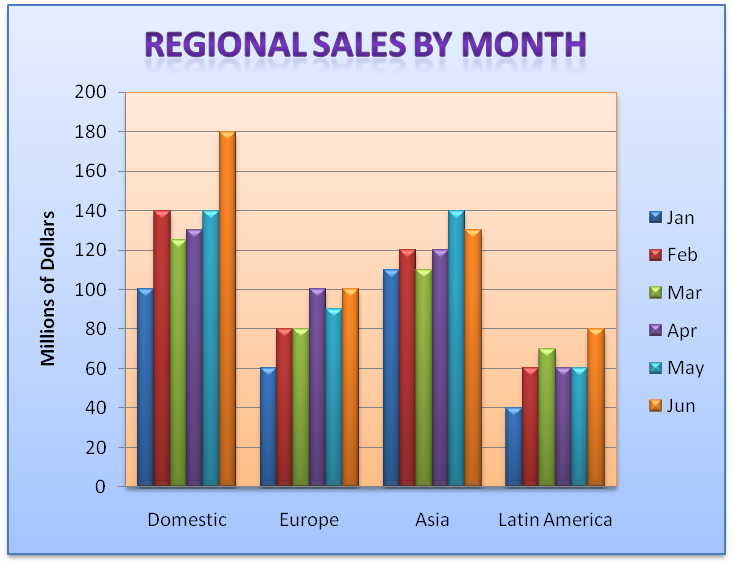 REGIONAL SALES BY MONTH
Millions of Dollars
200
180
160
140
120
100
80
60
40
20
0
Domestic Europe Asia Latin America
Jan
Feb
Mar
Apr
May
Jun